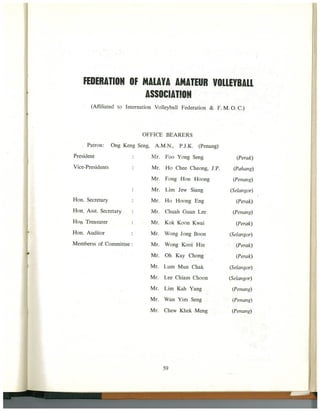 FEDERATION OF MALAYA AMATEUR VOLLEYBALL
ASSOCIATION
(Affiliated to Internation Volleyball Federation & F. M. O. C.)
OFFICE BEARERS
Patron: Ong Keng Seng, A.M.N., P.J.K. (Penang)
President : Mr. Foo Yong Seng (Perak)
Vice-Presidents : Mr. Ho Chee Cheong, J.P. (Pahang)
Mr. Fong Hon Hoong (Penang)
: Mr. Lim Jew Siang (Selangor)
Hon. Secretary : Mr. Ho Hoong Eng (Perak)
Hon. Asst. Secretary : Mr. Chuah Guan Lee (Penang)
Hon. Treasurer : Mr. Kok Koon Kwai (Perak)
Hon. Auditor : Mr. Wong Jong Boon (Selangor)
Memberss of Committee : Mr. Wong Kooi Hin (Perak)
Mr. Oh Kay Chong (Perak)
Mr. Lum Mun Chak (Selangor)
Mr. Lee Chiam Choon (Selangor)
Mr. Lim Kah Yang (Penang)
Mr. Wan Yim Seng (Penang)
Mr. Chew Khek Meng (Penang)
59